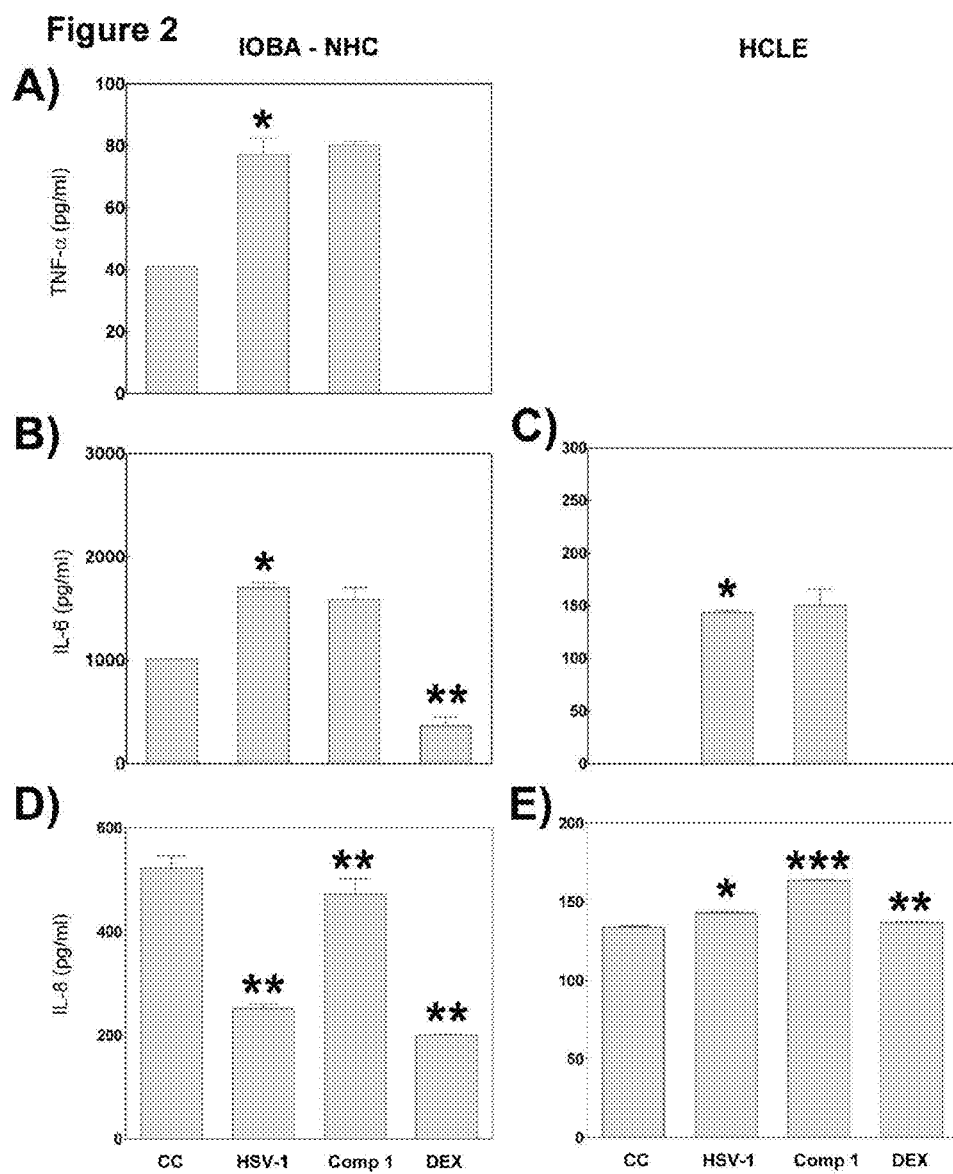 Figure 2
IOBA - NHC
HCLE
A)
TNF-α (pg/ml)
100
80
60
40
20
0
*
B)
IL-6 (pg/ml)
3000
2000
1000
0
*
**
C)
300
250
200
150
100
50
0
*
D)
IL-8 (pg/ml)
600
400
200
0
**
**
**
E)
200
150
100
50
0
*
***
**
CC HSV-1 Comp 1 DEX
CC HSV-1 Comp 1 DEX